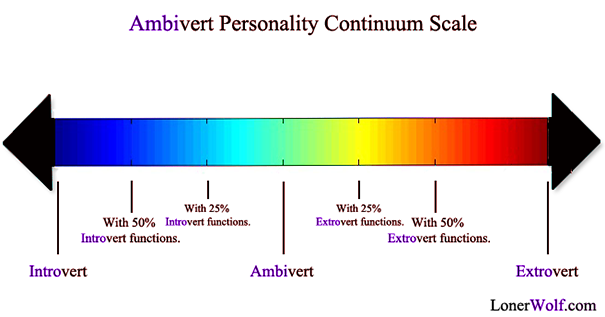 Ambivert Personality Continuum Scale
With 50%
Introvert functions.
With 25%
Introvert functions.
With 25%
Extrovert functions.
With 50%
Extrovert functions.
Introvert
Ambivert
Extrovert
LonerWolf.com